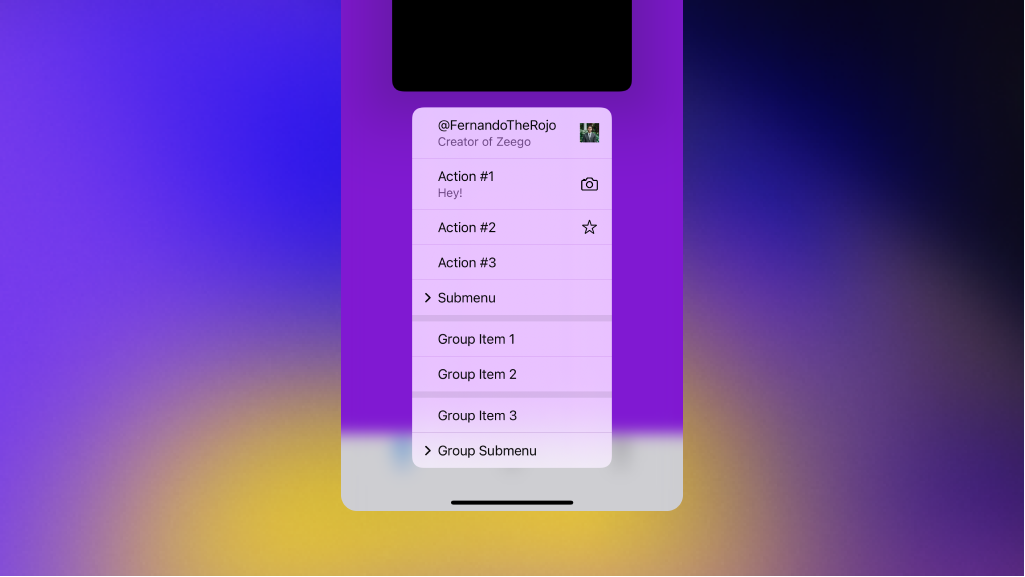 @FernandoTheRojo
Creator of Zeego
Action #1
Hey!
Action #2
Action #3
Submenu
Group Item 1
Group Item 2
Group Item 3
Group Submenu